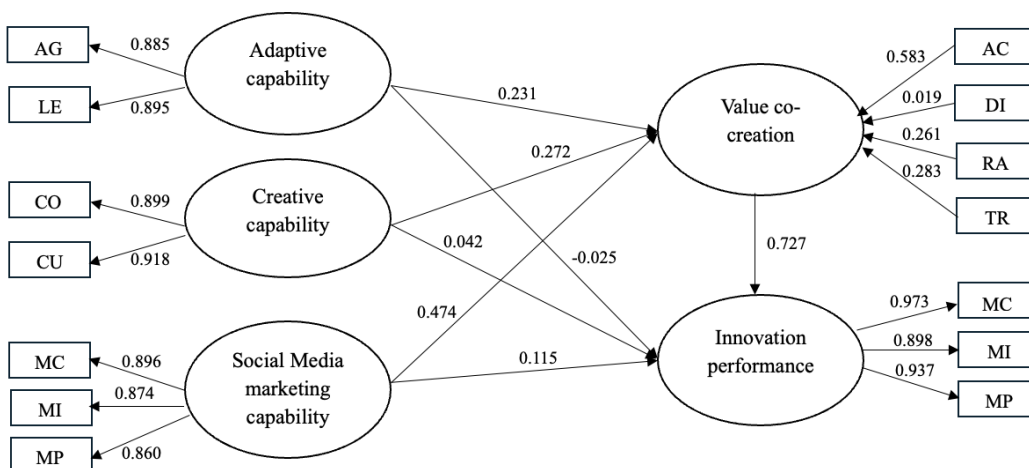 AG
0.885
LE
0.895
Adaptive
capability
CO
0.899
CU
0.918
Creative
capability
MC
0.896
MI
0.874
MP
0.860
Social Media
marketing
capability
0.231
0.272
0.042
-0.025
0.474
0.115
Value co-
creation
0.583
AC
0.019
DI
0.261
RA
0.283
TR
0.727
Innovation
performance
0.973
MC
0.898
MI
0.937
MP